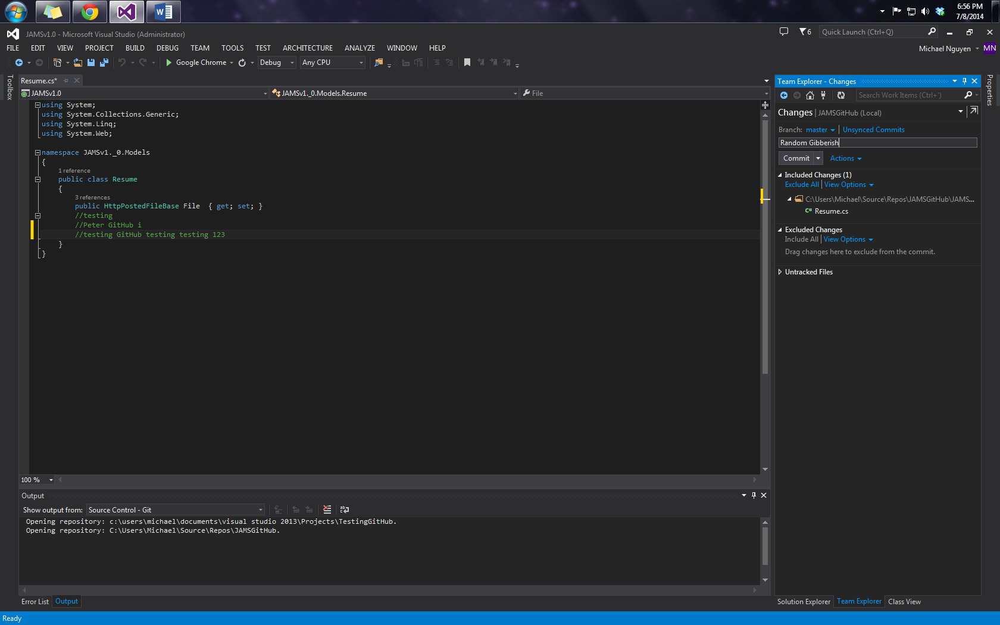 6:56 PM
7/8/2014
JAMSv1.0 - Microsoft Visual Studio (Administrator)
6
Quick Launch (Ctrl+Q)
FILE EDIT VIEW PROJECT BUILD DEBUG TEAM TOOLS TEST ARCHITECTURE ANALYZE WINDOW HELP
Michael Nguyen MN
Google Chrome Debug Any CPU
Toolbox
Resume.cs*
JAMSv1.0
JAMSv1._0.Models.Resume
File
using System;
using System.Collections.Generic;
using System.Linq;
using System.Web;
namespace JAMSv1._0.Models
{
1 reference
public class Resume
{
3 references
public HttpPostedFileBase File { get; set; }
//testing
//Peter GitHub i
//testing GitHub testing testing 123
}
}
100 %
Output
Show output from: Source Control - Git
Opening repository: c:\users\michael\documents\visual studio 2013\Projects\TestingGitHub.
Opening repository: C:\Users\Michael\Source\Repos\JAMSGitHub.
Error List Output
Team Explorer - Changes
Search Work Items (Ctrl+')
Changes | JAMSGitHub (Local)
Branch: master | Unsynced Commits
Random Gibberish
Commit Actions
Included Changes (1)
Exclude All | View Options
C:\Users\Michael\Source\Repos\JAMSGitHub\JAMS...
C# Resume.cs
Excluded Changes
Include All | View Options
Drag changes here to exclude from the commit.
Untracked Files
Solution Explorer Team Explorer Class View
Properties
Ready